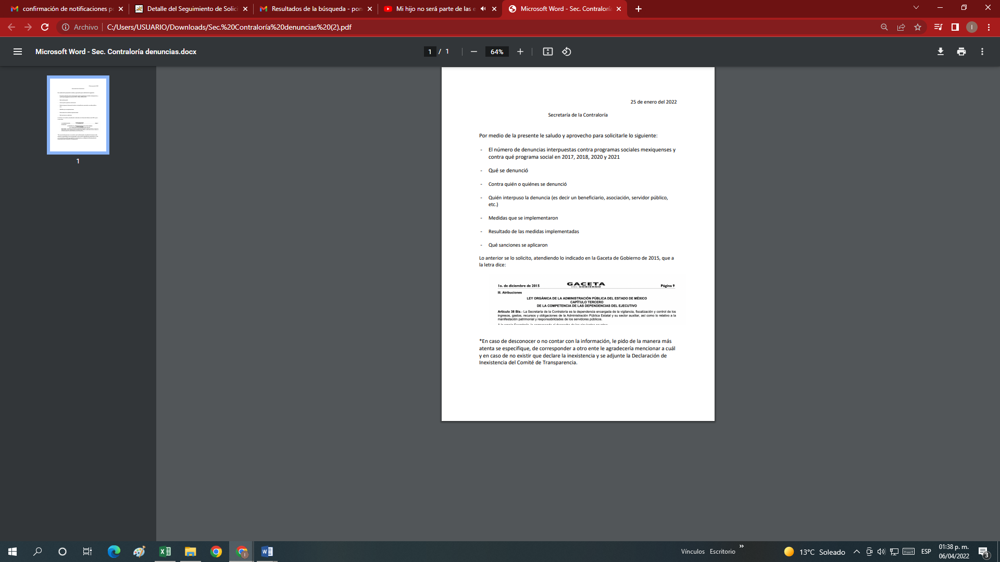 confirmación de notificaciones p
Detalle del Seguimiento de Solici
Resultados de la búsqueda - pon
Mi hijo no será parte de las e
Microsoft Word - Sec. Contraloría
Archivo
C:/Users/USUARIO/Downloads/Sec.%20Contraloría%20denuncias%20(2).pdf
I
Microsoft Word - Sec. Contraloría denuncias.docx
1 / 1
64%
1
25 de enero del 2022
Secretaría de la Contraloría
Por medio de la presente le saludo y aprovecho para solicitarle lo siguiente:
- El número de denuncias interpuestas contra programas sociales mexiquenses y
contra qué programa social en 2017, 2018, 2020 y 2021
- Qué se denunció
- Contra quién o quiénes se denunció
- Quién interpuso la denuncia (es decir un beneficiario, asociación, servidor público,
etc.)
- Medidas que se implementaron
- Resultado de las medidas implementadas
- Qué sanciones se aplicaron
Lo anterior se lo solicito, atendiendo lo indicado en la Gaceta de Gobierno de 2015, que a
la letra dice:
1o. de diciembre de 2015
GACETA
DEL GOBIERNO
Página 9
III. Atribuciones
LEY ORGÁNICA DE LA ADMINISTRACIÓN PÚBLICA DEL ESTADO DE MÉXICO
CAPÍTULO TERCERO
DE LA COMPETENCIA DE LAS DEPENDENCIAS DEL EJECUTIVO
Artículo 38 Bis.- La Secretaría de la Contraloría es la dependencia encargada de la vigilancia, fiscalización y control de los
ingresos, gastos, recursos y obligaciones de la Administración Pública Estatal y su sector auxiliar, así como lo relativo a la
manifestación patrimonial y responsabilidades de los servidores públicos.
*En caso de desconocer o no contar con la información, le pido de la manera más
atenta se especifique, de corresponder a otro ente le agradecería mencionar a cuál
y en caso de no existir que declare la inexistencia y se adjunte la Declaración de
Inexistencia del Comité de Transparencia.
Vínculos
Escritorio
13°C Soleado
ESP
01:38 p. m.
06/04/2022
3